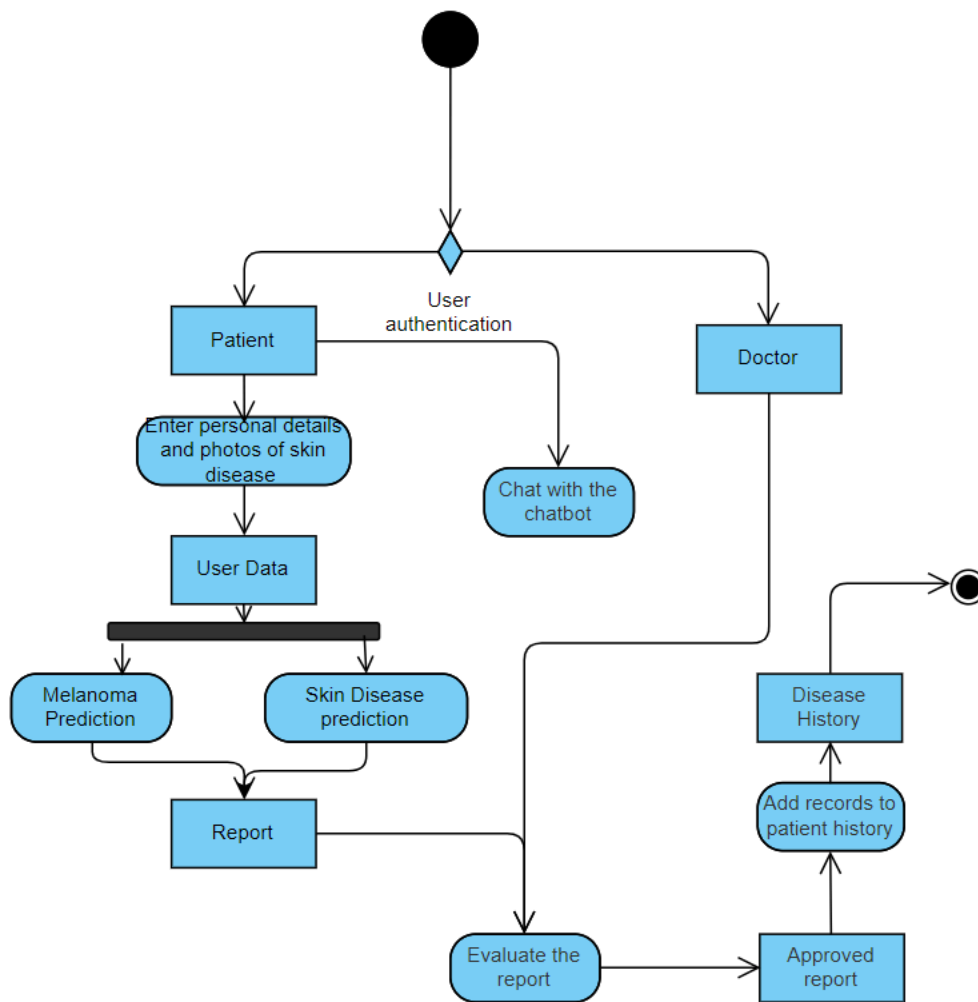 User
authentication
Patient
Doctor
Enter personal details
and photos of skin
disease
Chat with the
chatbot
User Data
Melanoma
Prediction
Skin Disease
prediction
Disease
History
Report
Add records to
patient history
Evaluate the
report
Approved
report